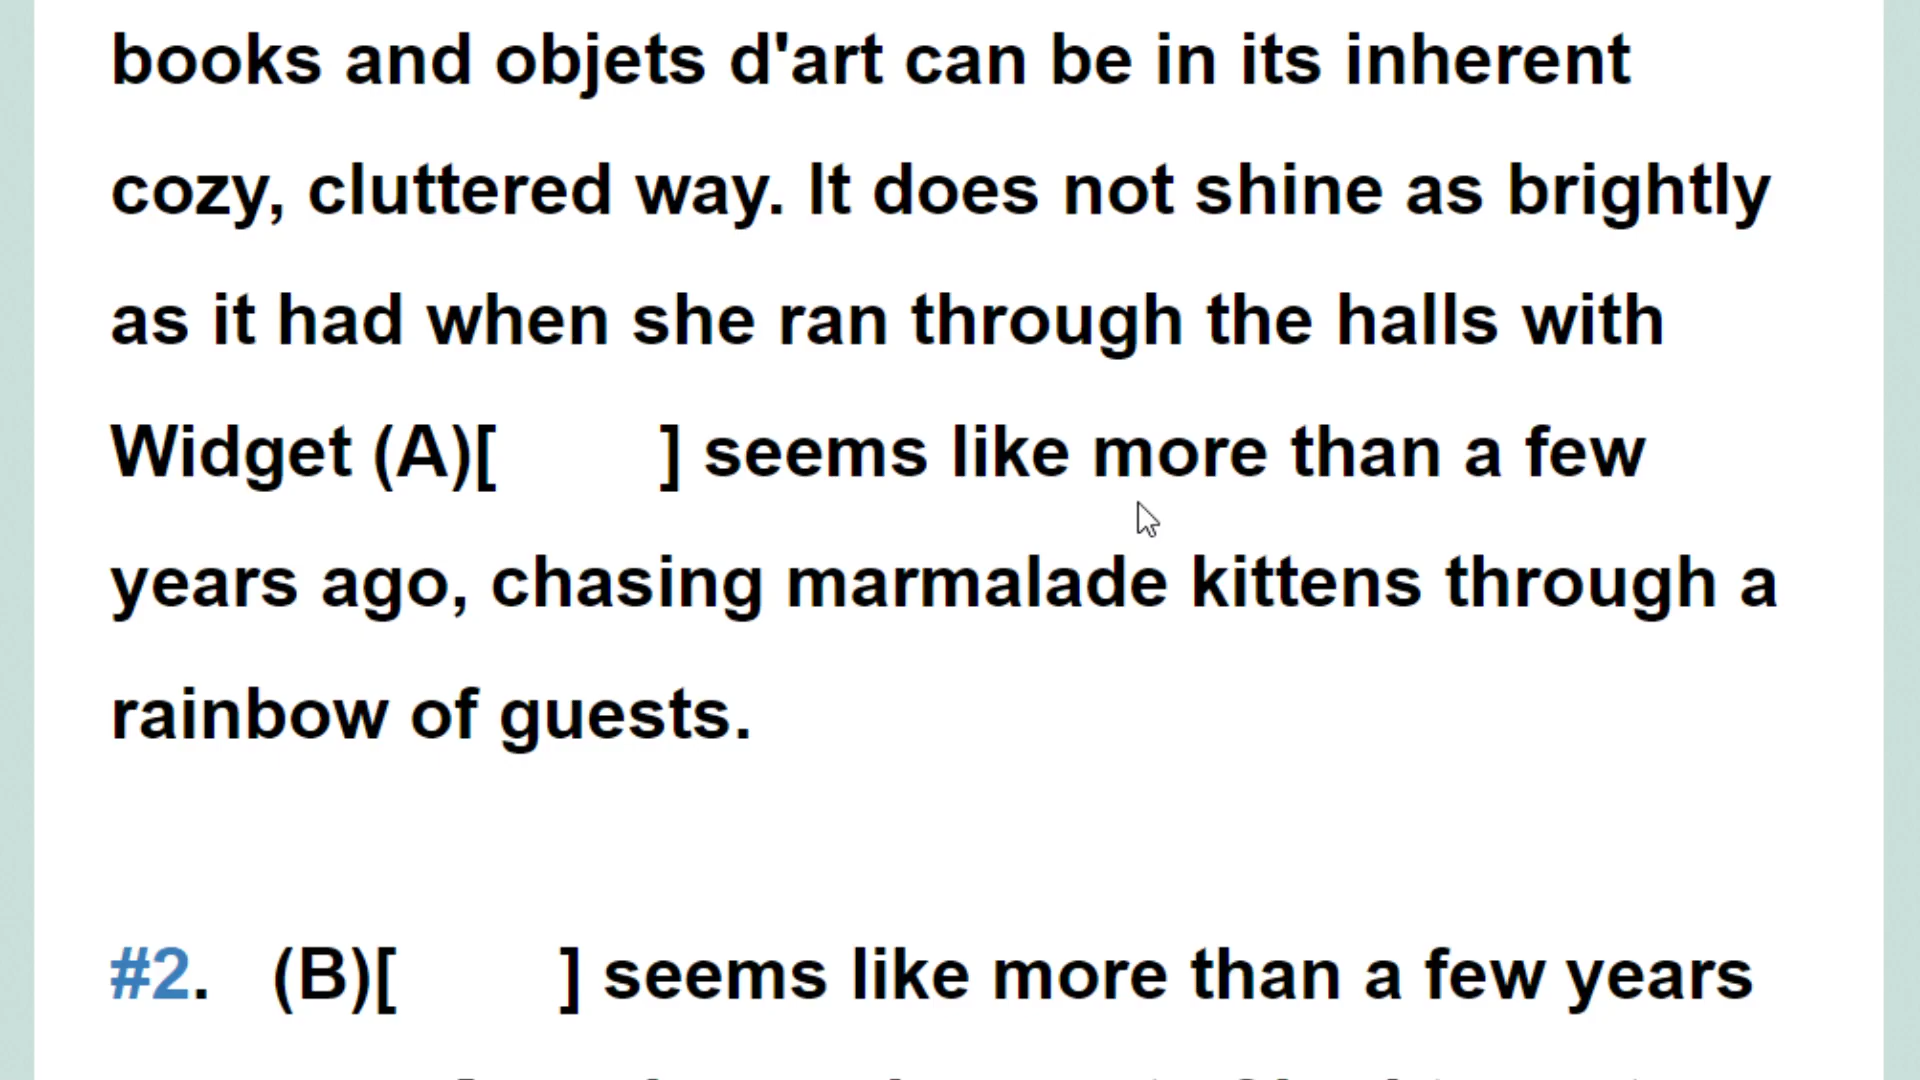 books and objets d'art can be in its inherent
cozy, cluttered way. It does not shine as brightly
as it had when she ran through the halls with
Widget (A)[ ] seems like more than a few
years ago, chasing marmalade kittens through a
rainbow of guests.
#2. (B)[ ] seems like more than a few years